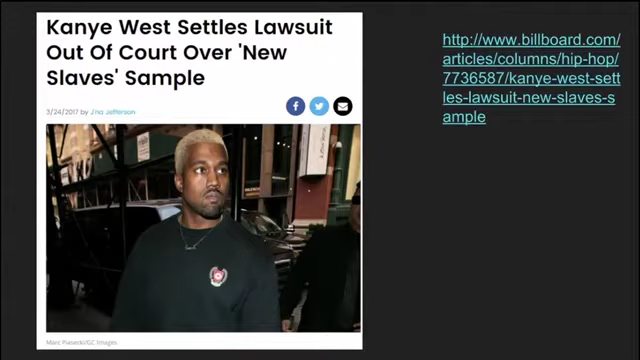 Kanye West Settles Lawsuit
Out Of Court Over 'New
Slaves' Sample
3/24/2017 by J'na Jefferson
http://www.billboard.com/
articles/columns/hip-hop/
7736587/kanye-west-sett
les-lawsuit-new-slaves-s
ample
Marc Piasecki/GC Images